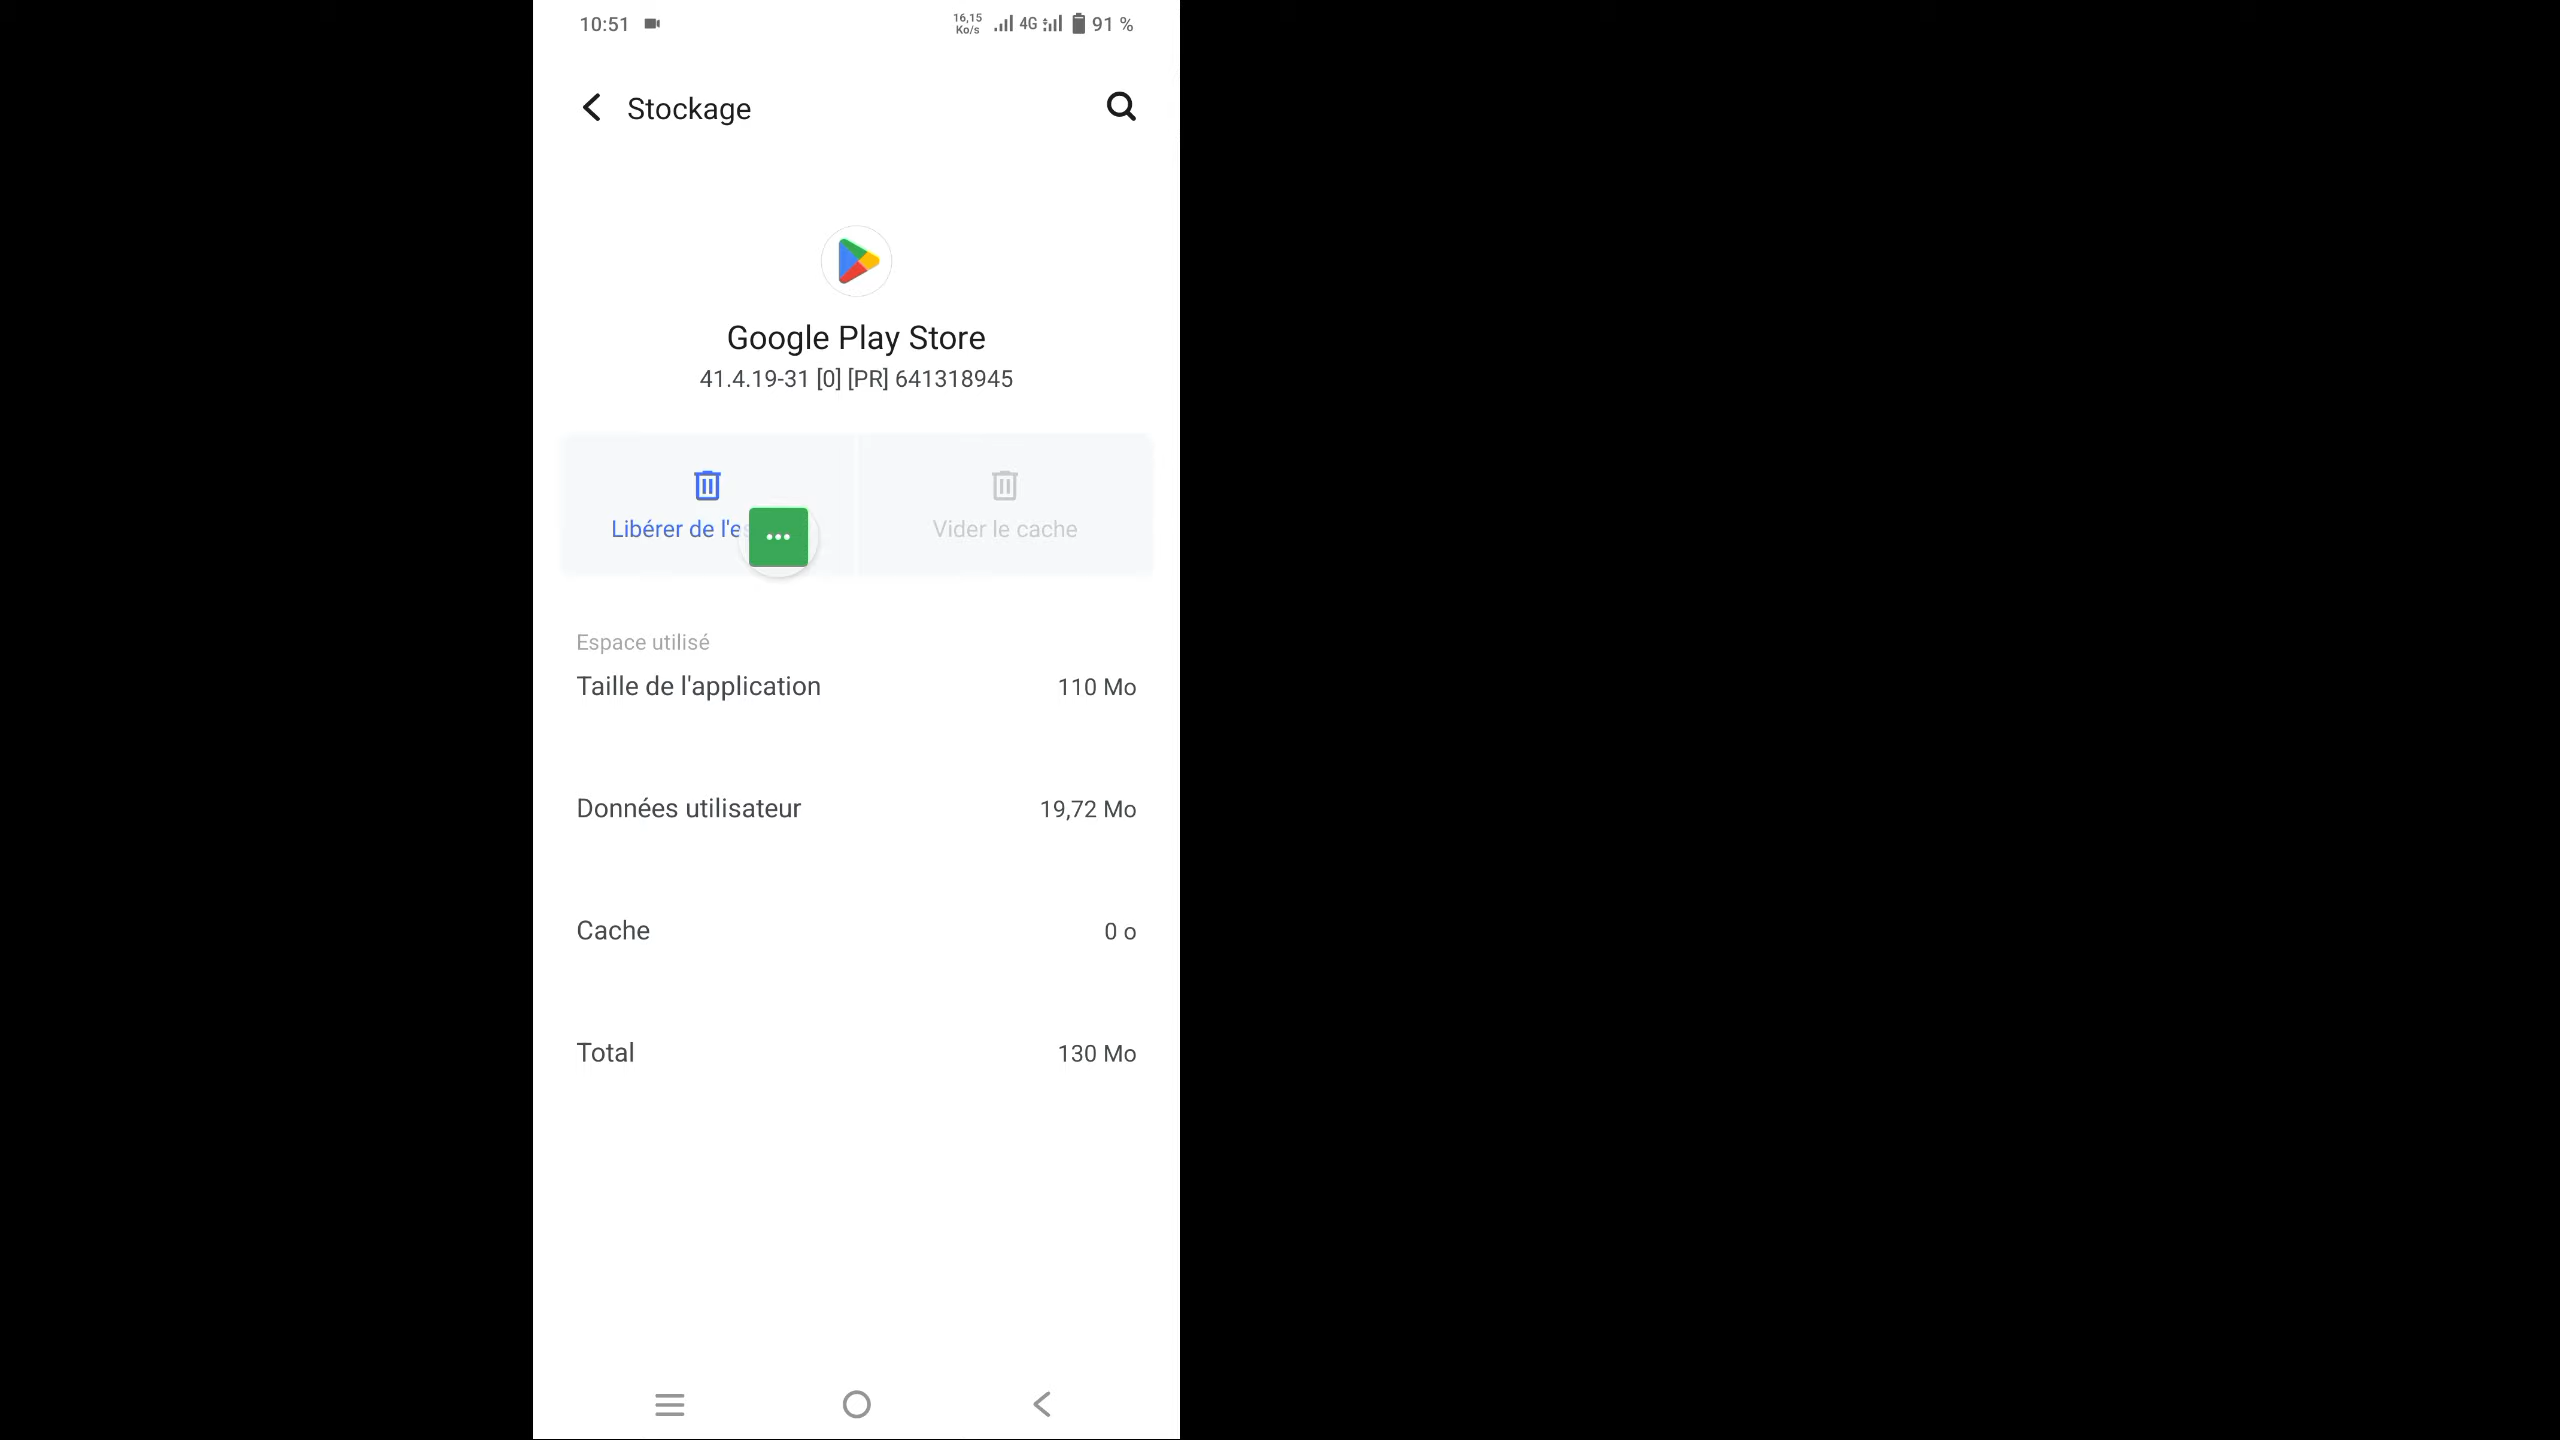 10:51
16,15
Ko/s
4G
91 %
Stockage
Google Play Store
41.4.19-31 [0] [PR] 641318945
Libérer de l'e
Vider le cache
Espace utilisé
Taille de l'application
110 Mo
Données utilisateur
19,72 Mo
Cache
0 o
Total
130 Mo